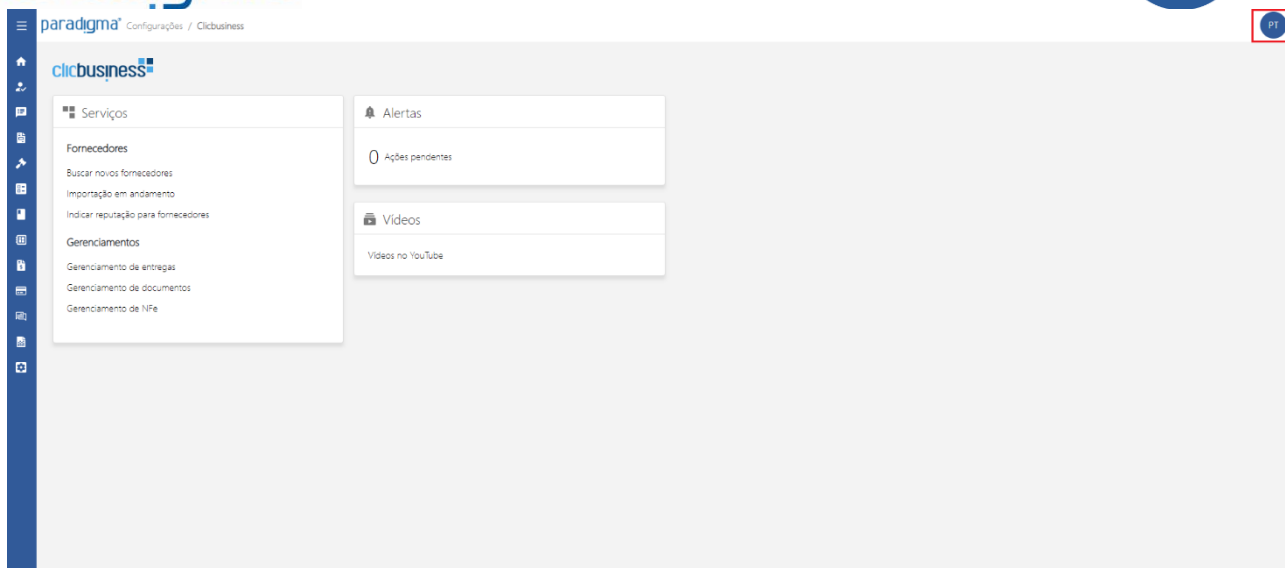 paradigma Configurações / Clicbusiness
PT
clicbusiness
Serviços
Fornecedores
Buscar novos fornecedores
Importação em andamento
Indicar reputação para fornecedores
Gerenciamentos
Gerenciamento de entregas
Gerenciamento de documentos
Gerenciamento de NFe
Alertas
0 Ações pendentes
Vídeos
Vídeos no YouTube